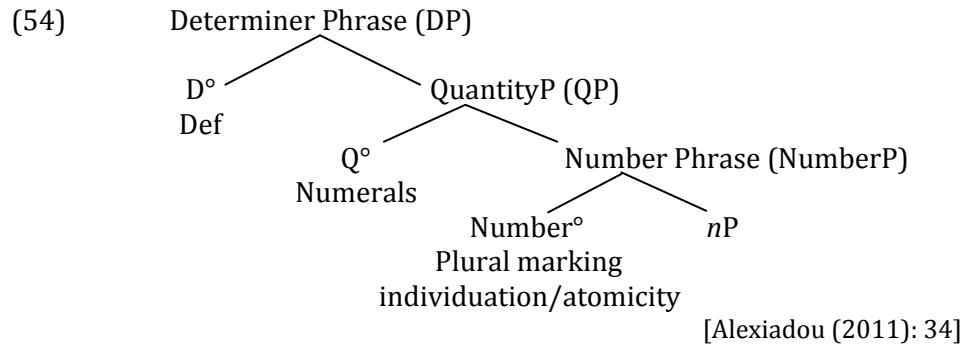 (54) Determiner Phrase (DP)
D° QuantityP (QP)
Def
Q° Number Phrase (NumberP)
Numerals
Number° nP
Plural marking
individuation/atomicity
[Alexiadou (2011): 34]